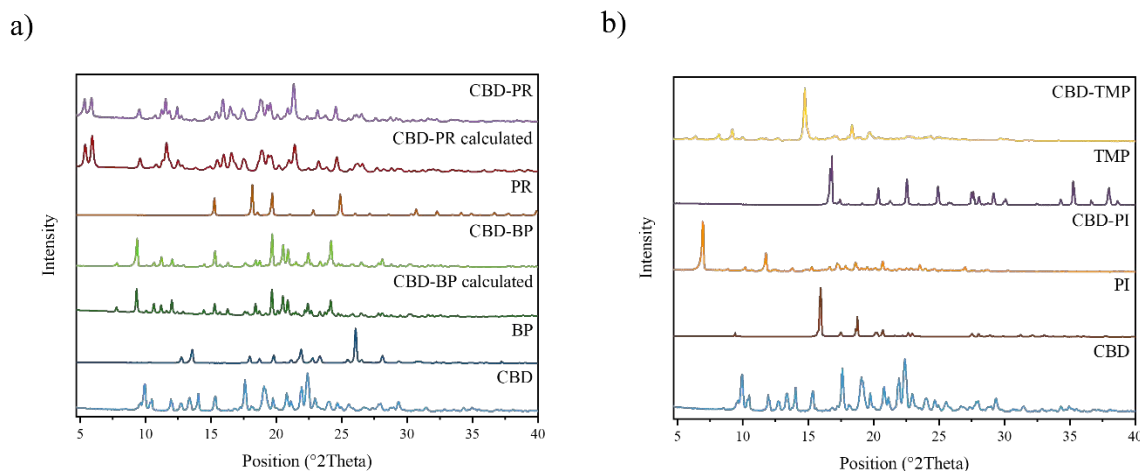 a)
CBD-PR
CBD-PR calculated
PR
CBD-BP
CBD-BP calculated
BP
CBD
Intensity
5 10 15 20 25 30 35 40
Position (°2Theta)
b)
CBD-TMP
TMP
CBD-PI
PI
CBD
Intensity
5 10 15 20 25 30 35 40
Position (°2Theta)